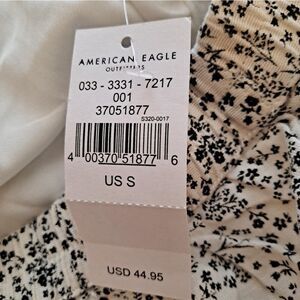 AMERICAN EAGLE
OUTFITTERS
033 - 3331 - 7217
001
37051877
S320-0017
4 00370 51877 6
US S
USD 44.95